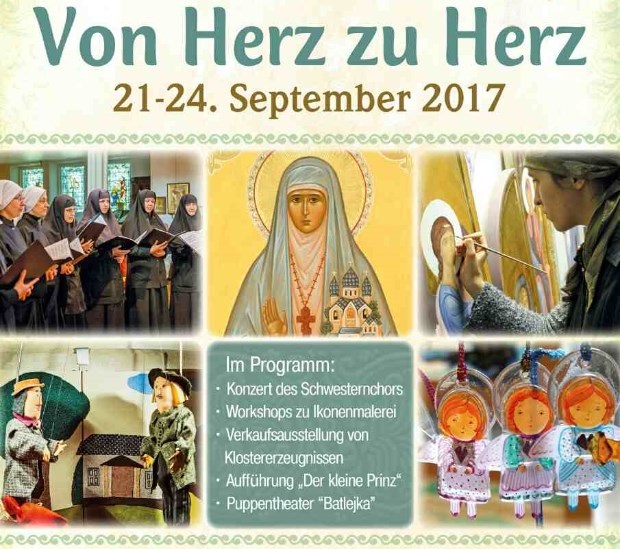 Von Herz zu Herz
21-24. September 2017
Im Programm:
· Konzert des Schwesternchors
· Workshops zu Ikonenmalerei
· Verkaufsausstellung von
Klostererzeugnissen
· Aufführung „Der kleine Prinz“
· Puppentheater “Batlejka”